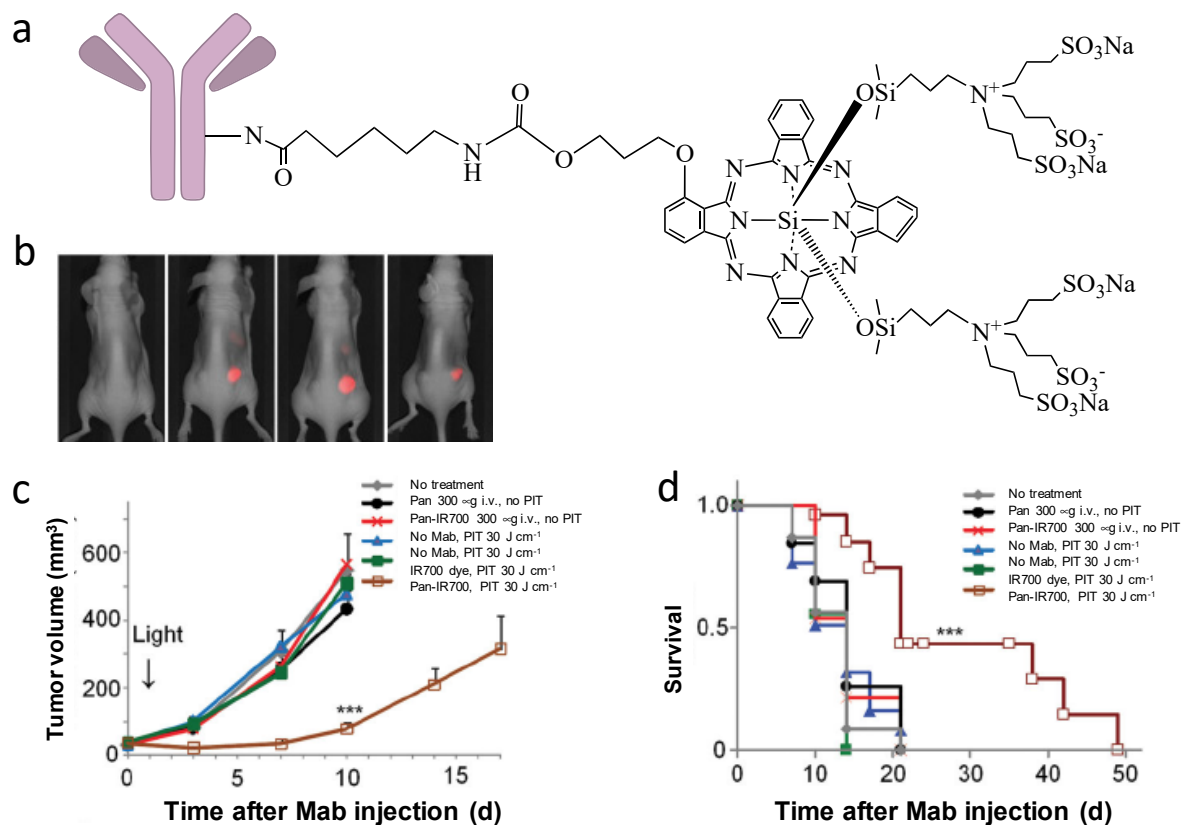 a
SO₃Na
OSi
N⁺
SO₃⁻
SO₃Na
N
O
N
H
O
O
O
N
N
N
N
Si
N
N
N
N
SO₃Na
OSi
N⁺
SO₃⁻
SO₃Na
b
c
No treatment
Pan 300 ∝g i.v., no PIT
Pan-IR700 300 ∝g i.v., no PIT
No Mab, PIT 30 J cm⁻¹
No Mab, PIT 30 J cm⁻¹
IR700 dye, PIT 30 J cm⁻¹
Pan-IR700, PIT 30 J cm⁻¹
Tumor volume (mm³)
600
400
200
0
Light
***
0
5
10
15
Time after Mab injection (d)
d
No treatment
Pan 300 ∝g i.v., no PIT
Pan-IR700 300 ∝g i.v., no PIT
No Mab, PIT 30 J cm⁻¹
No Mab, PIT 30 J cm⁻¹
IR700 dye, PIT 30 J cm⁻¹
Pan-IR700, PIT 30 J cm⁻¹
Survival
1.0
0.5
0
***
0
10
20
30
40
50
Time after Mab injection (d)